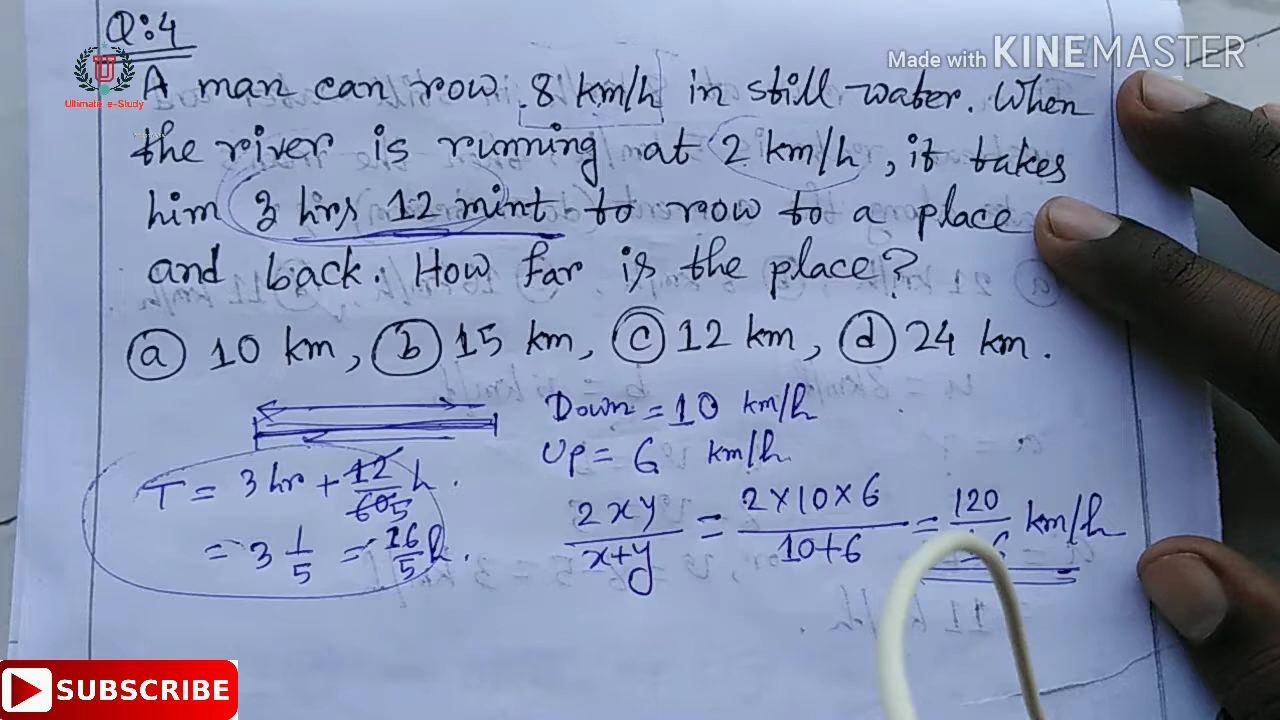 Q:4
Made with KINEMASTER
U
Ultimate e-Study
A man can row 8 km/h in still water. When
the river is running at 2 km/h, it takes
him 3 hrs 12 mint to row to a place
and back. How far is the place?
(a) 10 km, (b) 15 km, (c) 12 km, (d) 24 km.
Down = 10 km/h
Up = 6 km/h.
T = 3 hr + 12/60 5 h.
= 3 1/5 = 16/5 h.
2xy/x+y = 2×10×6/10+6 = 120/16 km/h
SUBSCRIBE